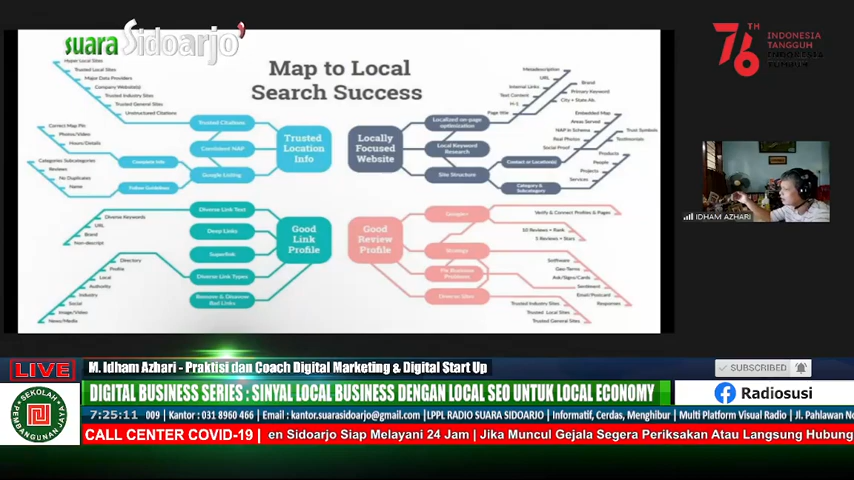 suara Sidoarjo
76TH
INDONESIA
TANGGUH
INDONESIA
TUMBUH
Map to Local
Search Success
Hyper Local Sites
Trusted Local Sites
Major Data Providers
Company Website(s)
Trusted Industry Sites
Trusted General Sites
Unstructured Citations
Correct Map Pin
Photos/Video
Hours/Details
Categories Subcategories
Reviews
No Duplicates
Name
Trusted Citations
Consistent NAP
Complete Info
Google Listing
Follow Guidelines
Trusted
Location
Info
Locally
Focused
Website
Localized on-page
optimization
Local Keyword
Research
Contact or Location(s)
Site Structure
Category &
Subcategory
Metadescription
URL
Internal Links
Text Content
H-1
Page Title
Brand
Primary Keyword
City + State Ab.
Embedded Map
Areas Served
NAP in Schema
Real Photos
Social Proof
Trust Symbols
Testimonials
Products
People
Projects
Services
Diverse Keywords
URL
Brand
Non-descript
Directory
Profile
Local
Authority
Industry
Social
Image/Video
News/Media
Diverse Link Text
Deep Links
Superlink
Diverse Link Types
Remove & Disavow
Bad Links
Good
Link
Profile
Good
Review
Profile
Google+
Strategy
Fix Business
Problems
Diverse Sites
Verify & Connect Profiles & Pages
10 Reviews = Rank
5 Reviews = Stars
Software
Geo-Terms
Ask/Signs/Cards
Sentiment
Email/Postcard
Responses
Trusted Industry Sites
Trusted Local Sites
Trusted General Sites
IDHAM AZHARI
LIVE
M. Idham Azhari - Praktisi dan Coach Digital Marketing & Digital Start Up
SUBSCRIBED
DIGITAL BUSINESS SERIES : SINYAL LOCAL BUSINESS DENGAN LOCAL SEO UNTUK LOCAL ECONOMY
Radiosusi
SEKOLAH
PEMBANGUNAN JAYA
7:25:11
009 | Kantor : 031 8960 466 | Email : kantor.suarasidoarjo@gmail.com | LPPL RADIO SUARA SIDOARJO | Informatif, Cerdas, Menghibur | Multi Platform Visual Radio | Jl. Pahlawan No
CALL CENTER COVID-19 | en Sidoarjo Siap Melayani 24 Jam | Jika Muncul Gejala Segera Periksakan Atau Langsung Hubung